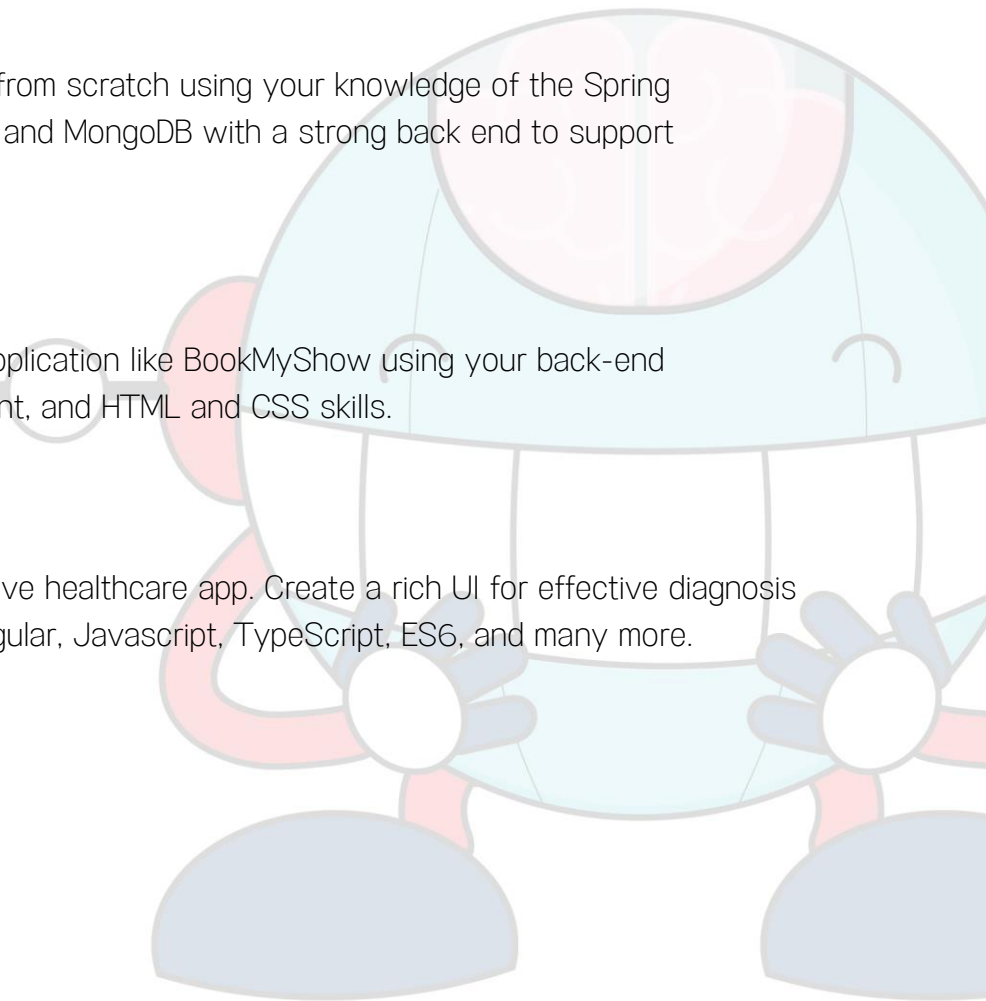 from scratch using your knowledge of the Spring
and MongoDB with a strong back end to support
pplication like BookMyShow using your back-end
nt, and HTML and CSS skills.
ve healthcare app. Create a rich UI for effective diagnosis
gular, Javascript, TypeScript, ES6, and many more.